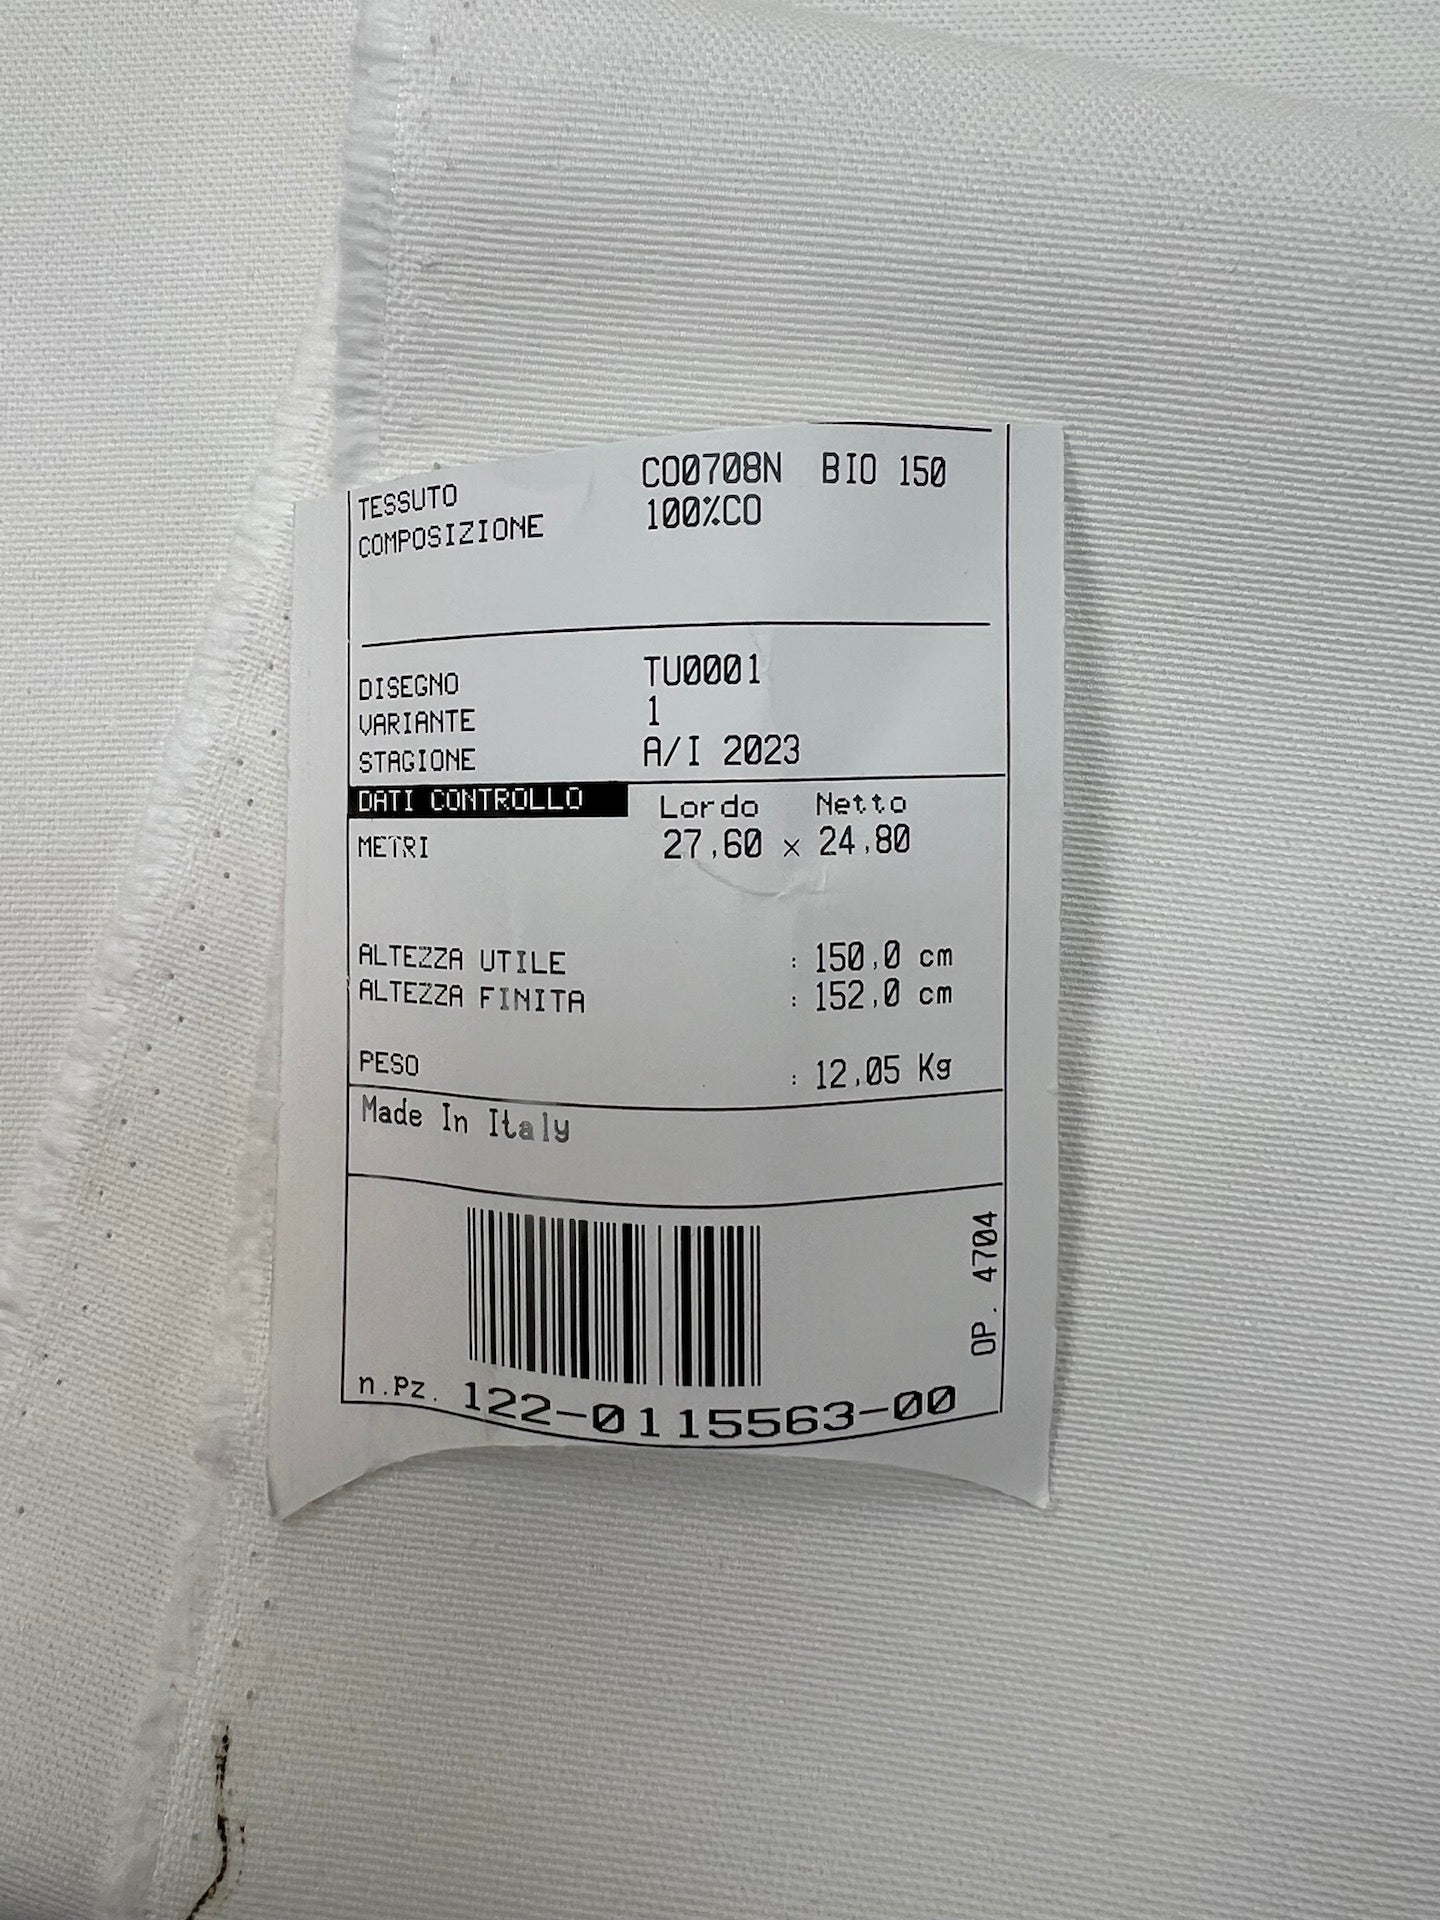 TESSUTO CO0708N BIO 150
COMPOSIZIONE 100%CO
DISEGNO TU0001
VARIANTE 1
STAGIONE A/I 2023
DATI CONTROLLO Lordo Netto
METRI 27,60 x 24,80
ALTEZZA UTILE : 150,0 cm
ALTEZZA FINITA : 152,0 cm
PESO : 12,05 Kg
Made In Italy
OP. 4704
n.Pz. 122-0115563-00